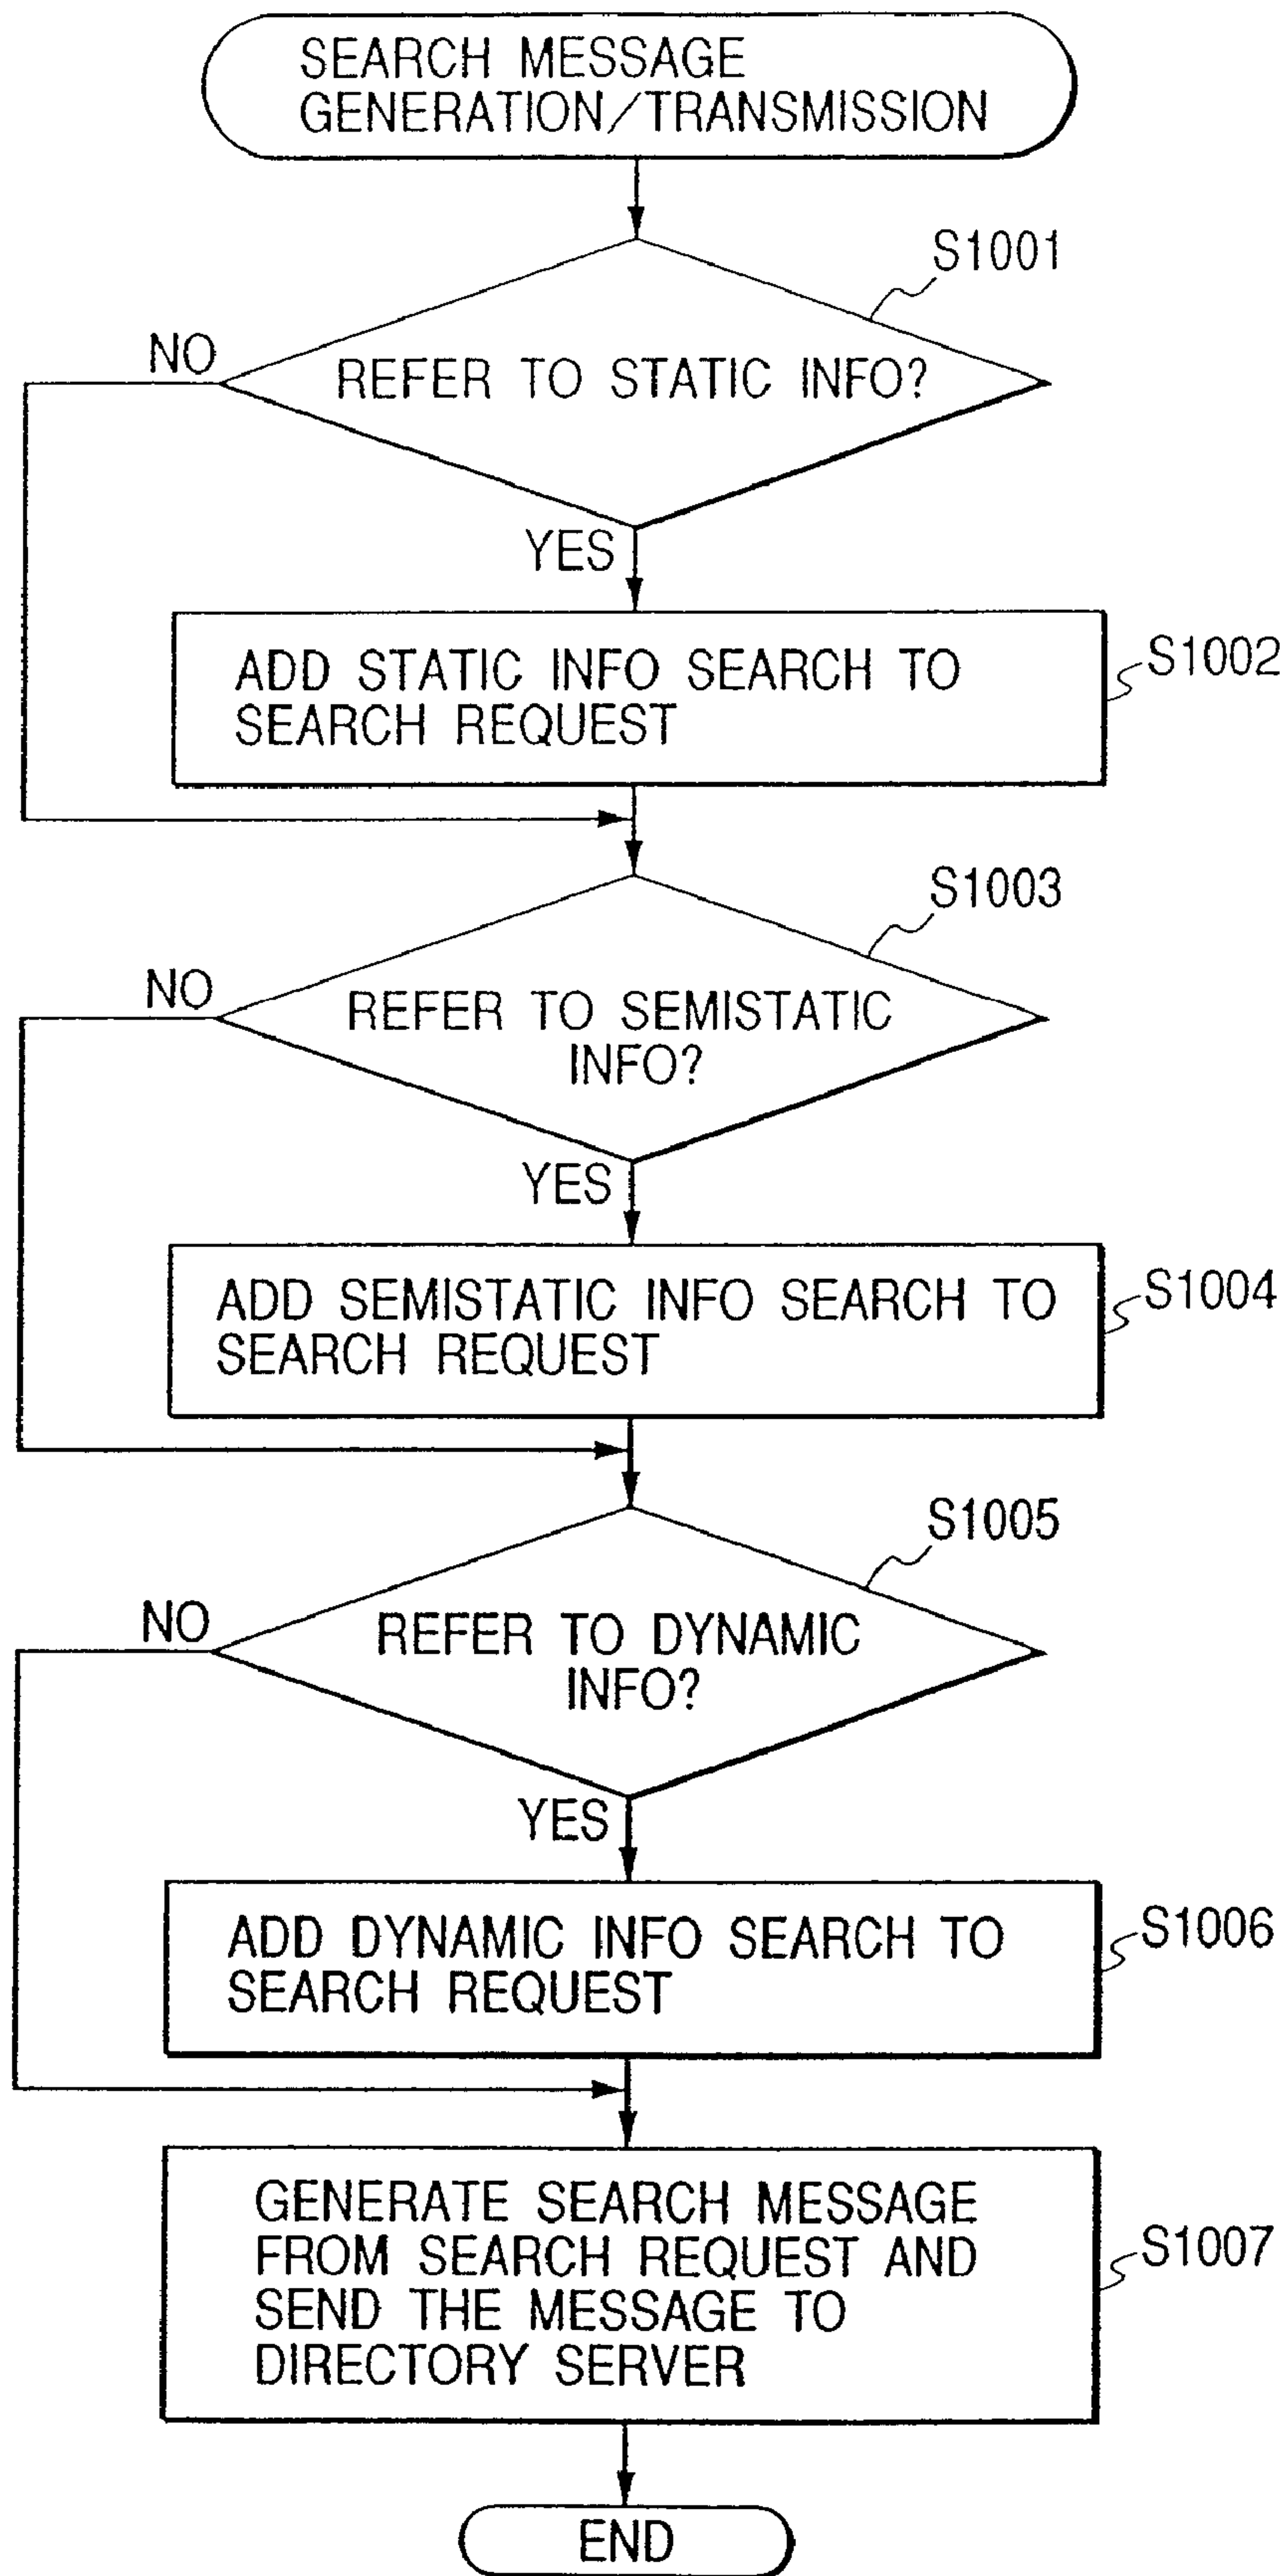 SEARCH MESSAGE
GENERATION/TRANSMISSION
S1001
NO
REFER TO STATIC INFO?
YES
ADD STATIC INFO SEARCH TO
SEARCH REQUEST
S1002
S1003
NO
REFER TO SEMISTATIC
INFO?
YES
ADD SEMISTATIC INFO SEARCH TO
SEARCH REQUEST
S1004
S1005
NO
REFER TO DYNAMIC
INFO?
YES
ADD DYNAMIC INFO SEARCH TO
SEARCH REQUEST
S1006
GENERATE SEARCH MESSAGE
FROM SEARCH REQUEST AND
SEND THE MESSAGE TO
DIRECTORY SERVER
S1007
END